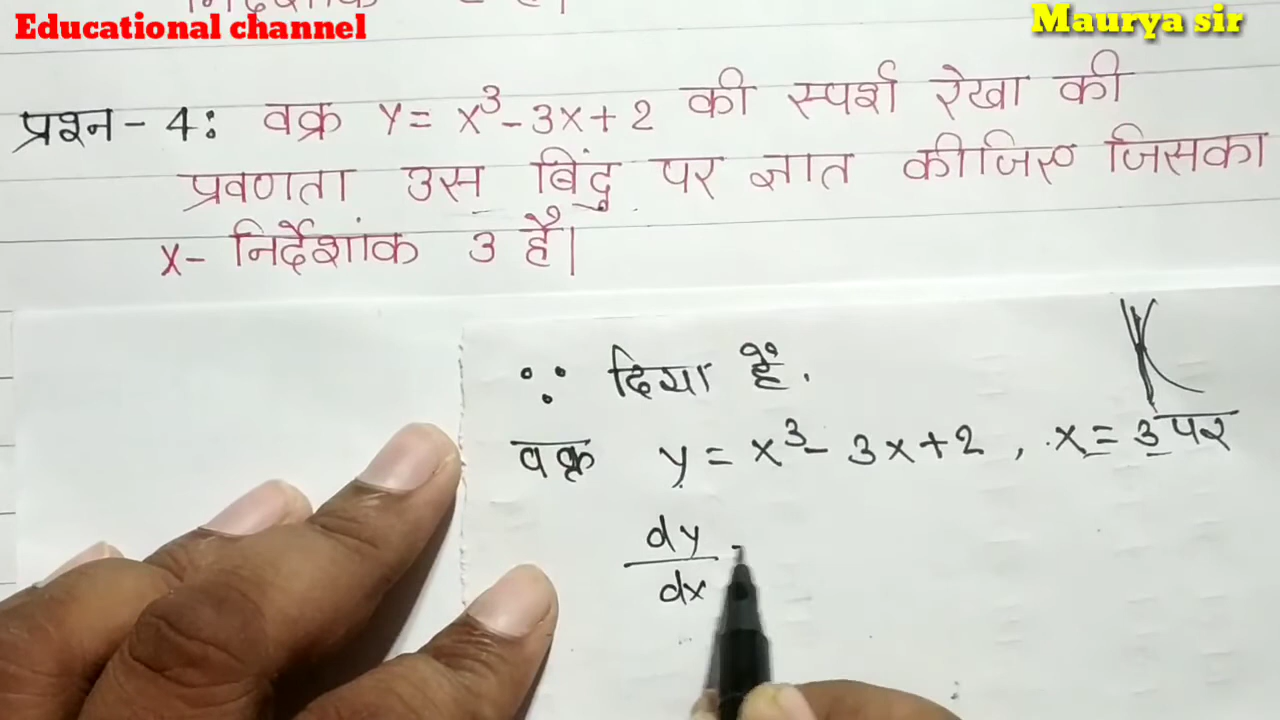 Educational channel
Maurya sir
प्रश्न - 4: वक्र y = x³ - 3x + 2 की स्पर्श रेखा की
प्रवणता उस बिंदु पर ज्ञात कीजिए जिसका
x - निर्देशांक 3 है।
∵ दिया है.
वक्र y = x³ - 3x + 2 , x = 3 पर
dy
dx